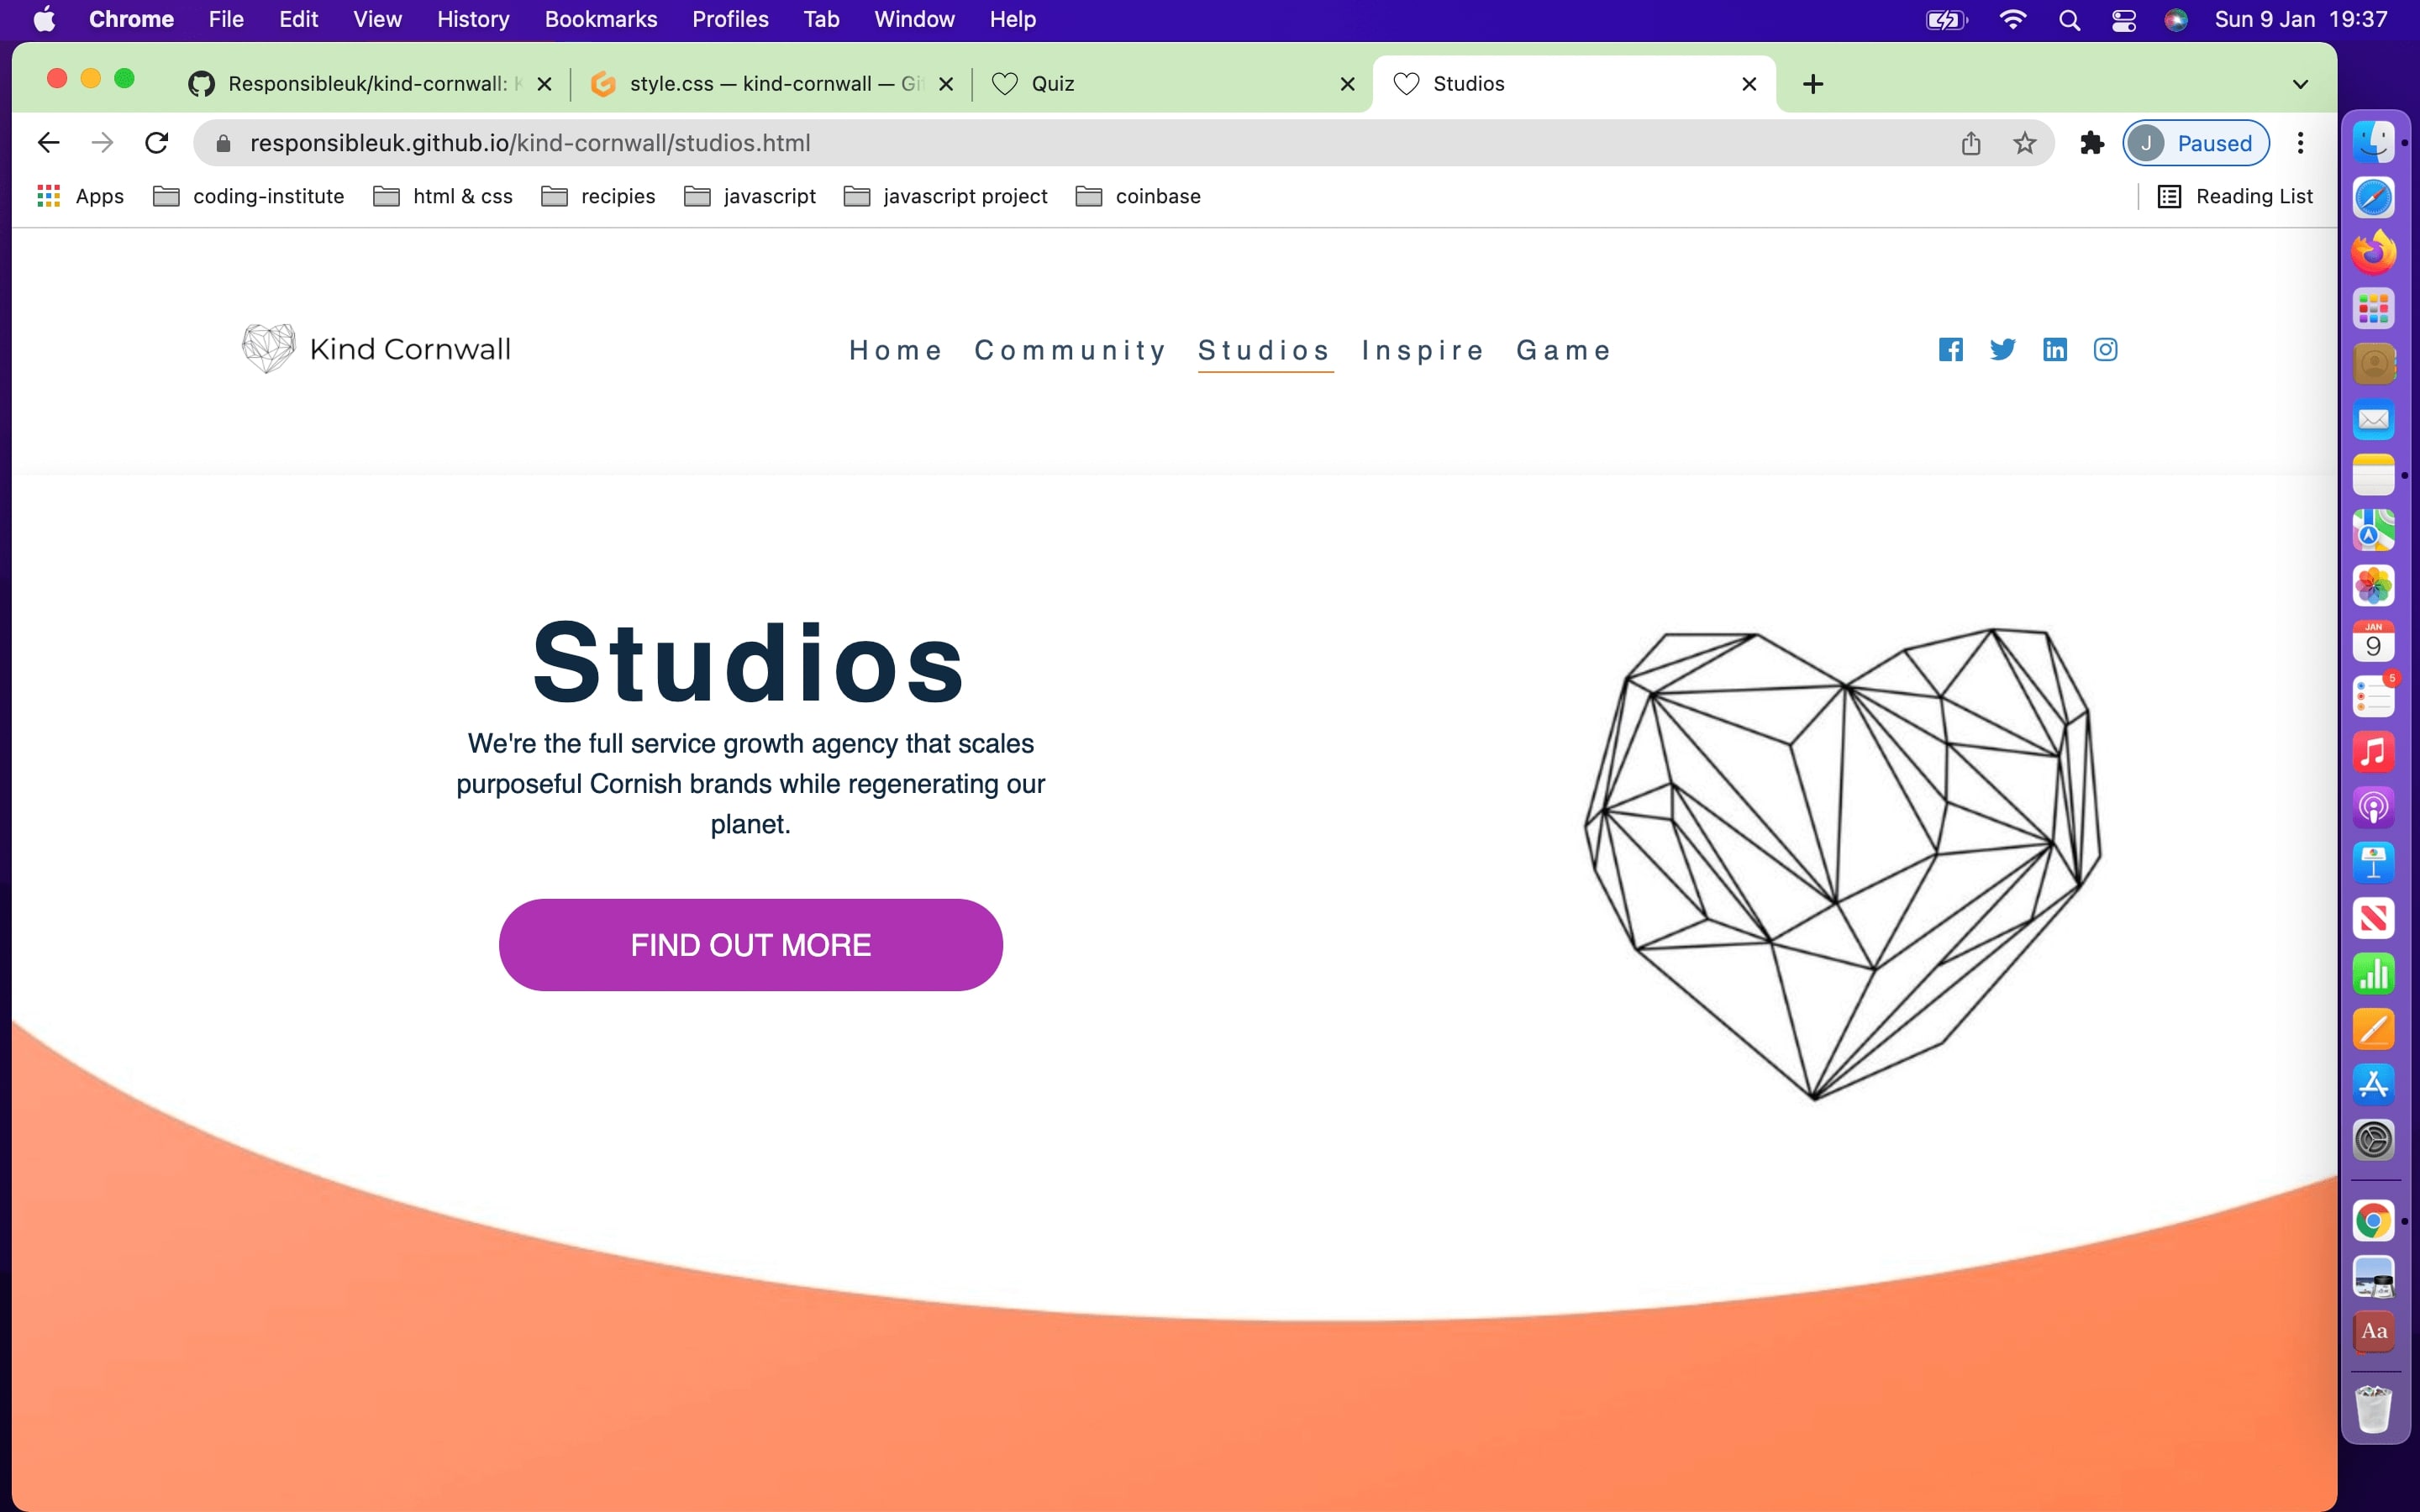 Chrome File Edit View History Bookmarks Profiles Tab Window Help Sun 9 Jan 19:37
Responsibleuk/kind-cornwall: style.css — kind-cornwall — Gi Quiz Studios
responsibleuk.github.io/kind-cornwall/studios.html J Paused
Apps coding-institute html & css recipies javascript javascript project coinbase Reading List
Kind Cornwall Home Community Studios Inspire Game
Studios
We're the full service growth agency that scales
purposeful Cornish brands while regenerating our
planet.
FIND OUT MORE
JAN
9
5
Aa